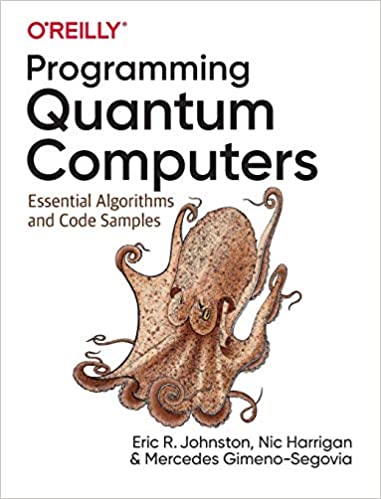 O'REILLY®
Programming
Quantum
Computers
Essential Algorithms
and Code Samples
Eric R. Johnston, Nic Harrigan
& Mercedes Gimeno-Segovia